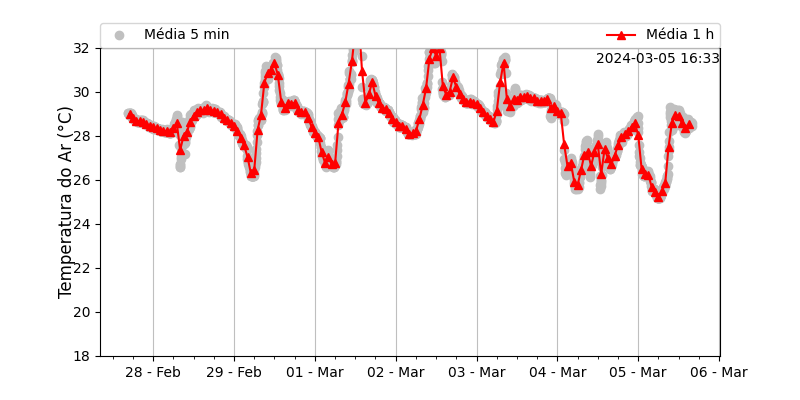 Média 5 min
Média 1 h
2024-03-05 16:33
Temperatura do Ar (°C)
32
30
28
26
24
22
20
18
28 - Feb
29 - Feb
01 - Mar
02 - Mar
03 - Mar
04 - Mar
05 - Mar
06 - Mar